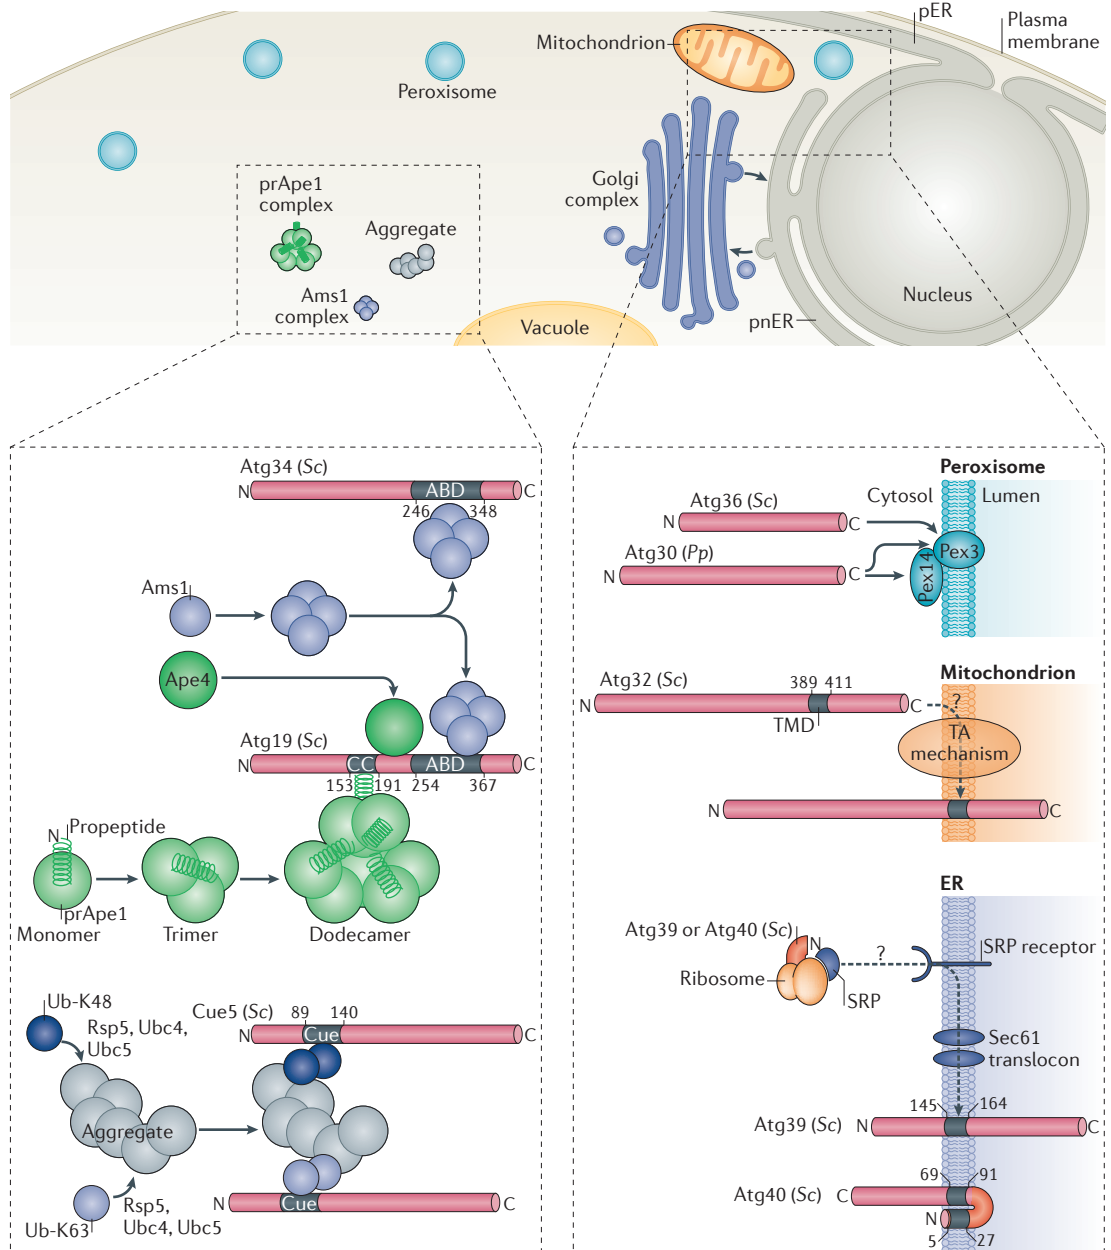 pER
Plasma
membrane
Mitochondrion
Peroxisome
prApe1
complex
Aggregate
Ams1
complex
Golgi
complex
Nucleus
pnER
Vacuole
Atg34 (Sc)
N
ABD
C
246
348
Ams1
Ape4
Atg19 (Sc)
N
CC
ABD
C
153
191
254
367
N
Propeptide
prApe1
Monomer
Trimer
Dodecamer
Ub-K48
Rsp5, Ubc4,
Ubc5
Aggregate
Ub-K63
Rsp5,
Ubc4, Ubc5
Cue5 (Sc)
89
140
N
Cue
C
N
Cue
C
Peroxisome
Cytosol
Lumen
Atg36 (Sc)
N
C
Atg30 (Pp)
N
C
Pex3
Pex14
Mitochondrion
Atg32 (Sc)
389
411
N
C
?
TMD
TA
mechanism
N
C
ER
Atg39 or Atg40 (Sc)
N
?
SRP receptor
Ribosome
SRP
Sec61
translocon
145
164
Atg39 (Sc)
N
C
69
91
Atg40 (Sc)
C
N
5
27